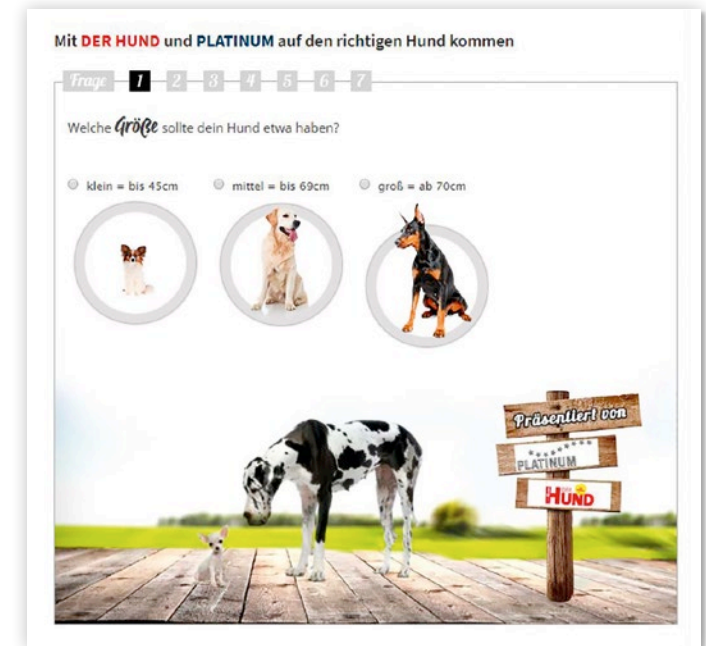 Mit DER HUND und PLATINUM auf den richtigen Hund kommen
Frage 1 2 3 4 5 6 7
Welche Größe sollte dein Hund etwa haben?
klein = bis 45cm mittel = bis 69cm groß = ab 70cm
Präsentiert von
PLATINUM
HUND